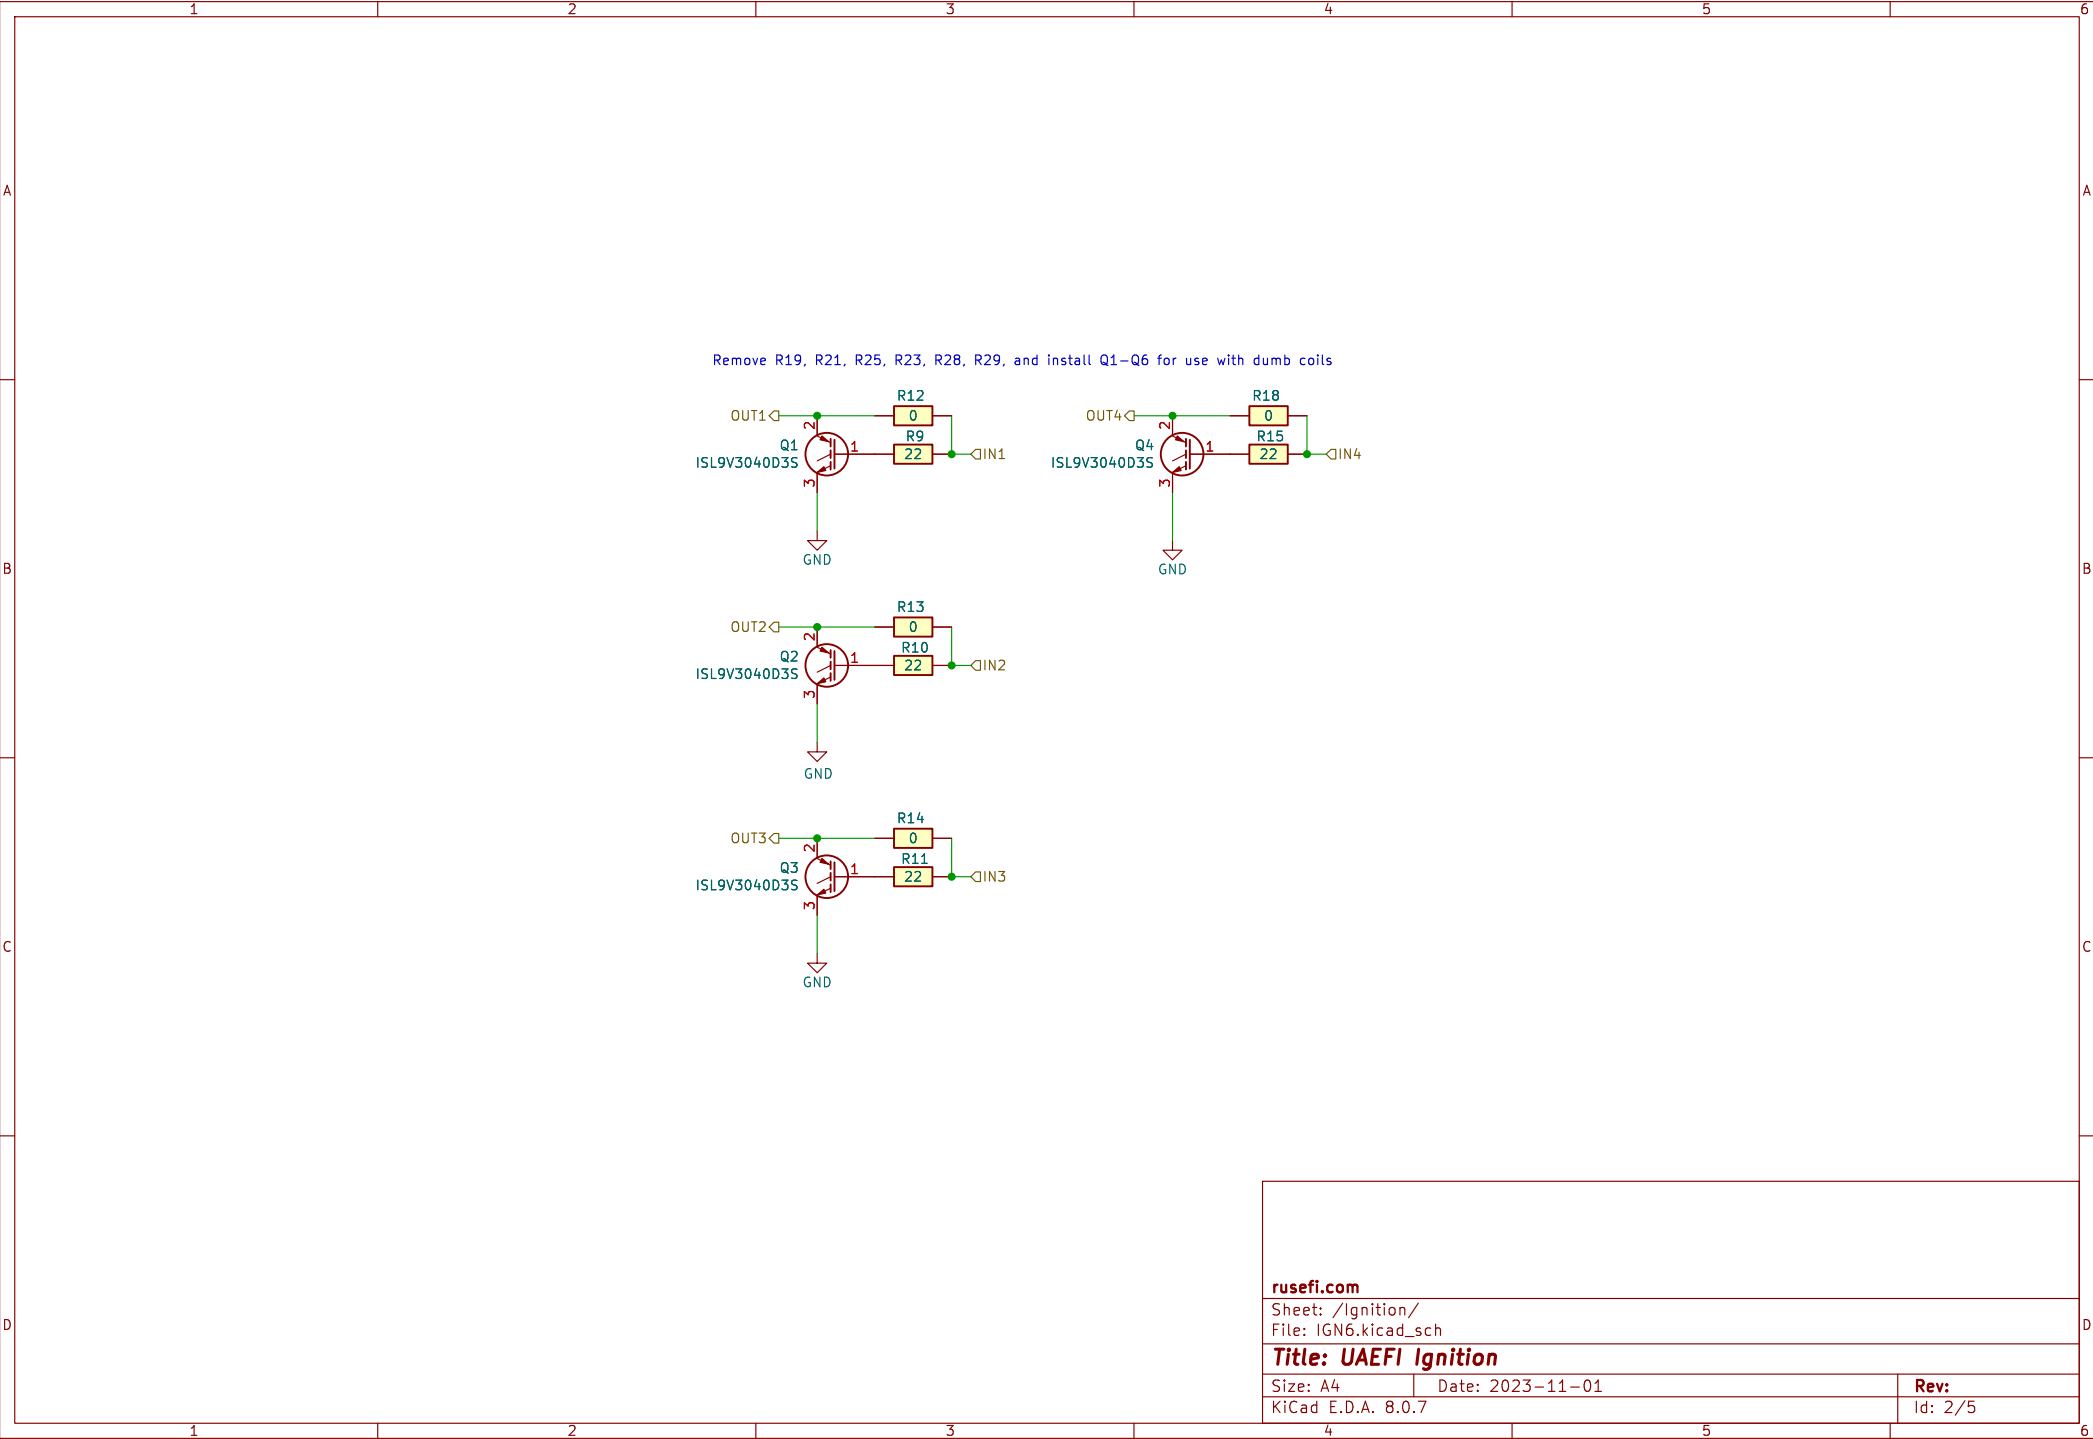 1 2 3 4 5 6
A A
Remove R19, R21, R25, R23, R28, R29, and install Q1-Q6 for use with dumb coils
R12
OUT1 0
2
R9
Q1 1 22 IN1
ISL9V3040D3S
3
GND
R18
OUT4 0
2
R15
Q4 1 22 IN4
ISL9V3040D3S
3
GND
B B
R13
OUT2 0
2
R10
Q2 1 22 IN2
ISL9V3040D3S
3
GND
R14
OUT3 0
2
R11
Q3 1 22 IN3
ISL9V3040D3S
3
GND
C C
rusefi.com
Sheet: /Ignition/
File: IGN6.kicad_sch
D D
Title: UAEFI Ignition
Size: A4 Date: 2023-11-01 Rev:
KiCad E.D.A. 8.0.7 Id: 2/5
1 2 3 4 5 6